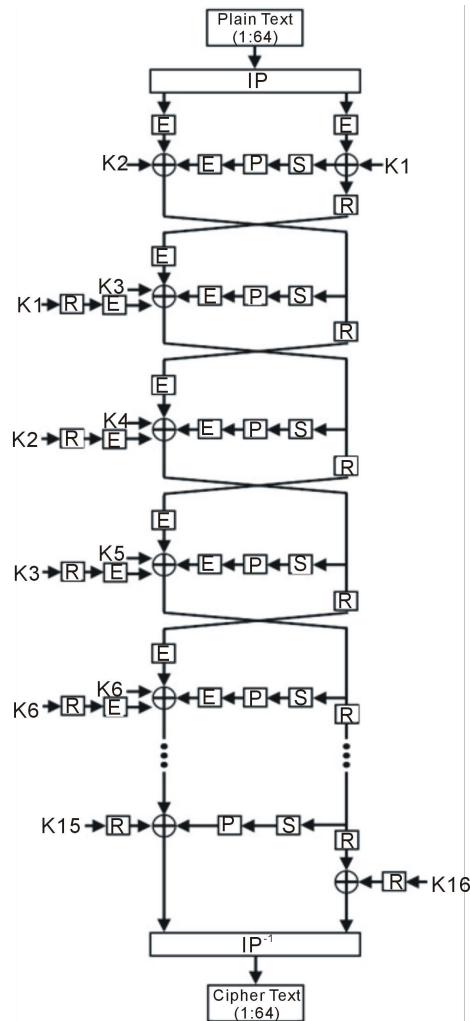 Plain Text
(1:64)
IP
E E
K2 E P S K1
R
E
K3 E P S
K1 R E
R
E
K4 E P S
K2 R E
R
E
K5 E P S
K3 R E
R
E
K6 E P S
K6 R E
R
K15 R P S
R
R K16
IP-1
Cipher Text
(1:64)